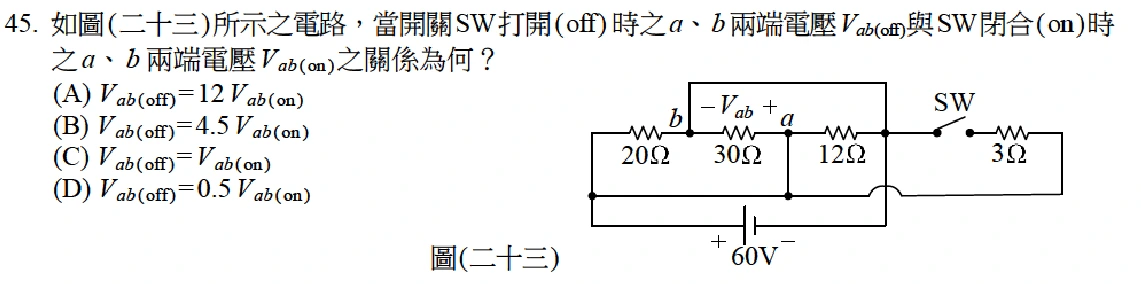 45. 如圖(二十三)所示之電路，當開關SW打開(off)時之a、b兩端電壓Vab(off)與SW閉合(on)時
之a、b兩端電壓Vab(on)之關係為何？
(A) Vab(off)=12 Vab(on)
(B) Vab(off)=4.5 Vab(on)
(C) Vab(off)=Vab(on)
(D) Vab(off)=0.5 Vab(on)
b − Vab + a SW
20Ω 30Ω 12Ω 3Ω
+ −
60V
圖(二十三)